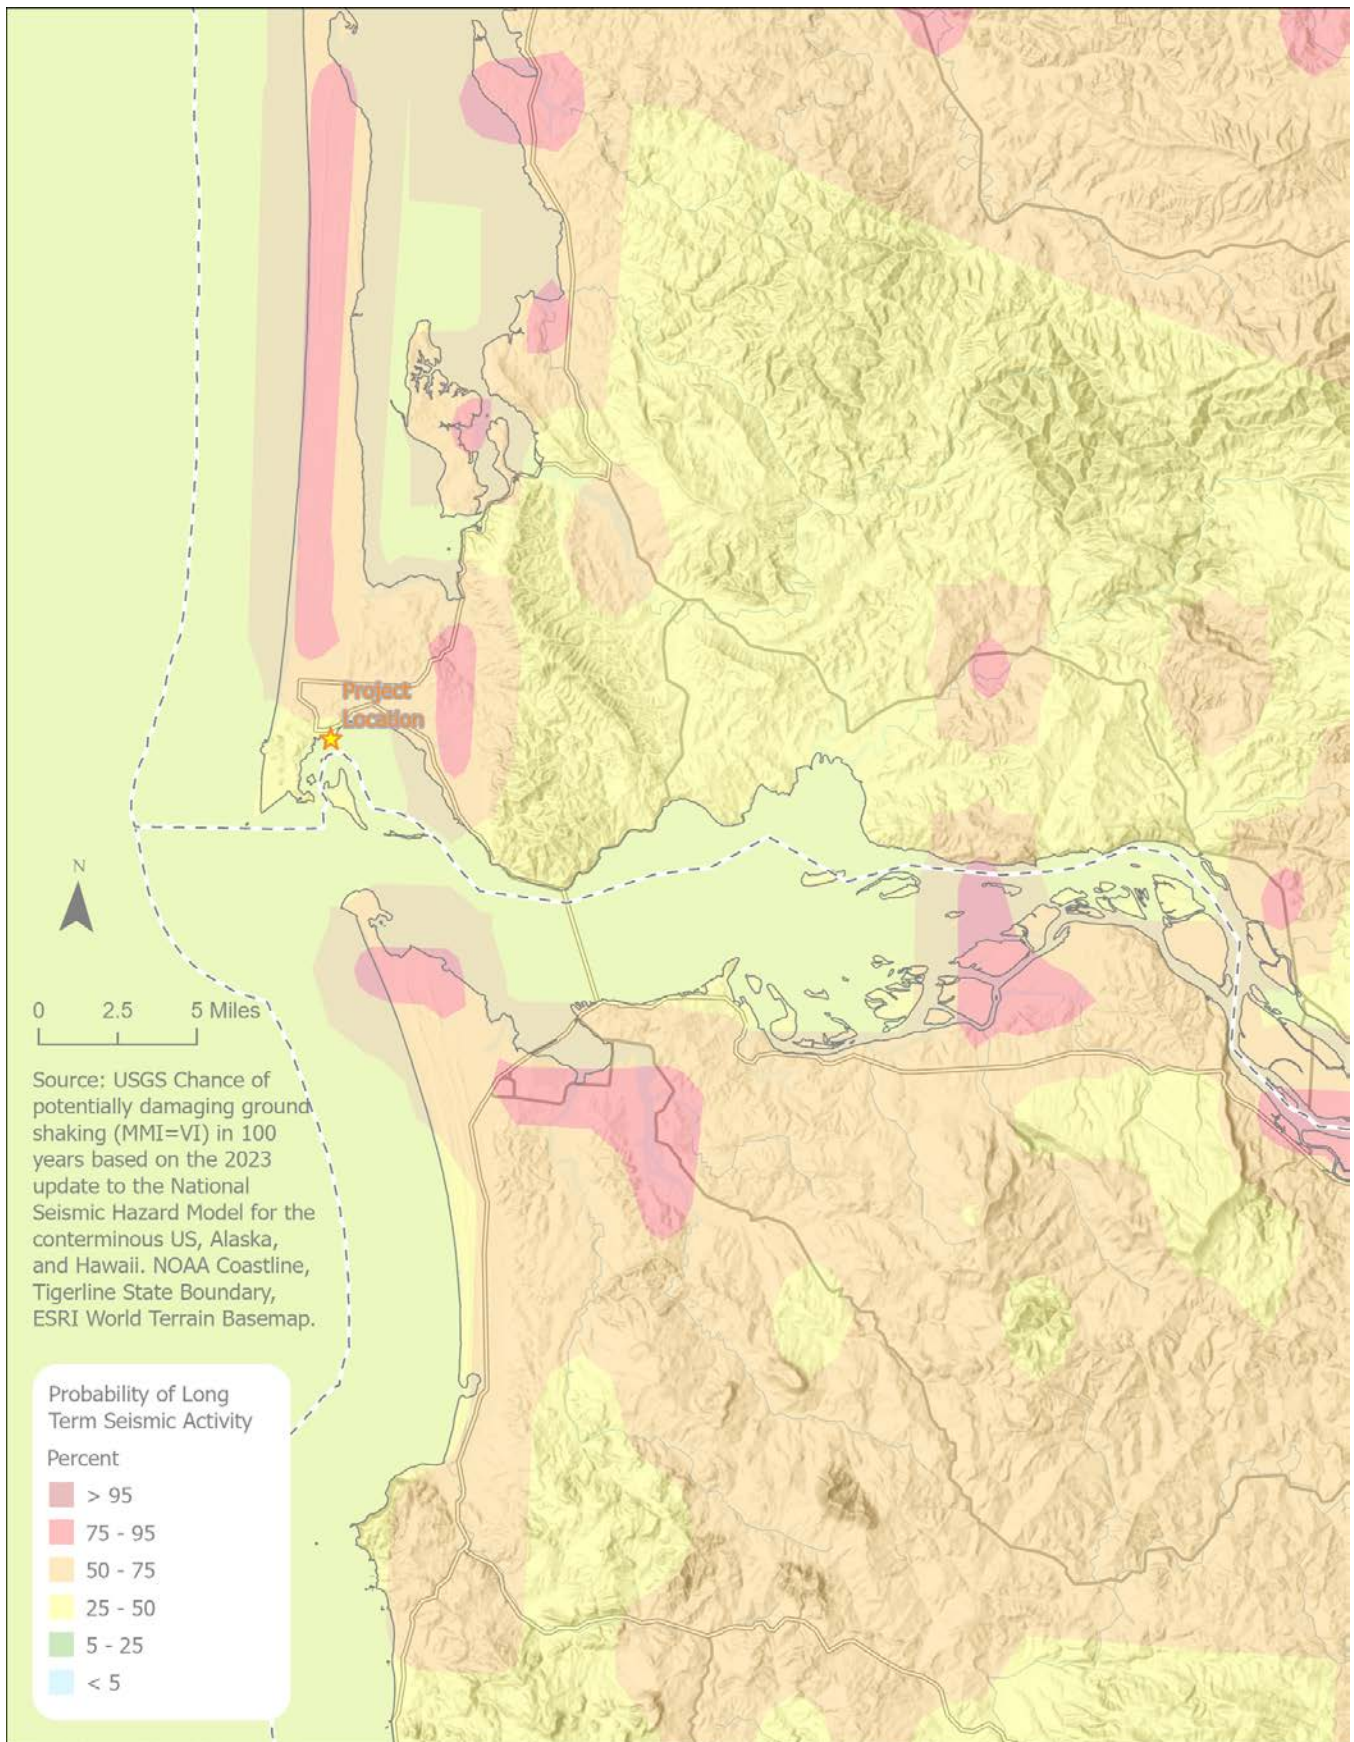 Project
Location
N
0 2.5 5 Miles
Source: USGS Chance of
potentially damaging ground
shaking (MMI=VI) in 100
years based on the 2023
update to the National
Seismic Hazard Model for the
conterminous US, Alaska,
and Hawaii. NOAA Coastline,
Tigerline State Boundary,
ESRI World Terrain Basemap.
Probability of Long
Term Seismic Activity
Percent
> 95
75 - 95
50 - 75
25 - 50
5 - 25
< 5